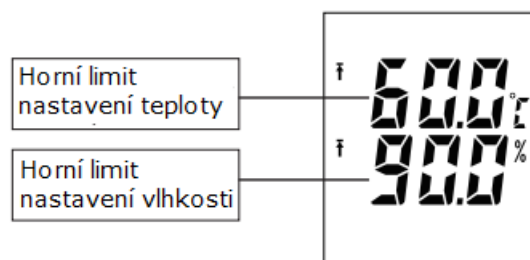 Horní limit
nastavení teploty
60.0 °C
Horní limit
nastavení vlhkosti
90.0 %